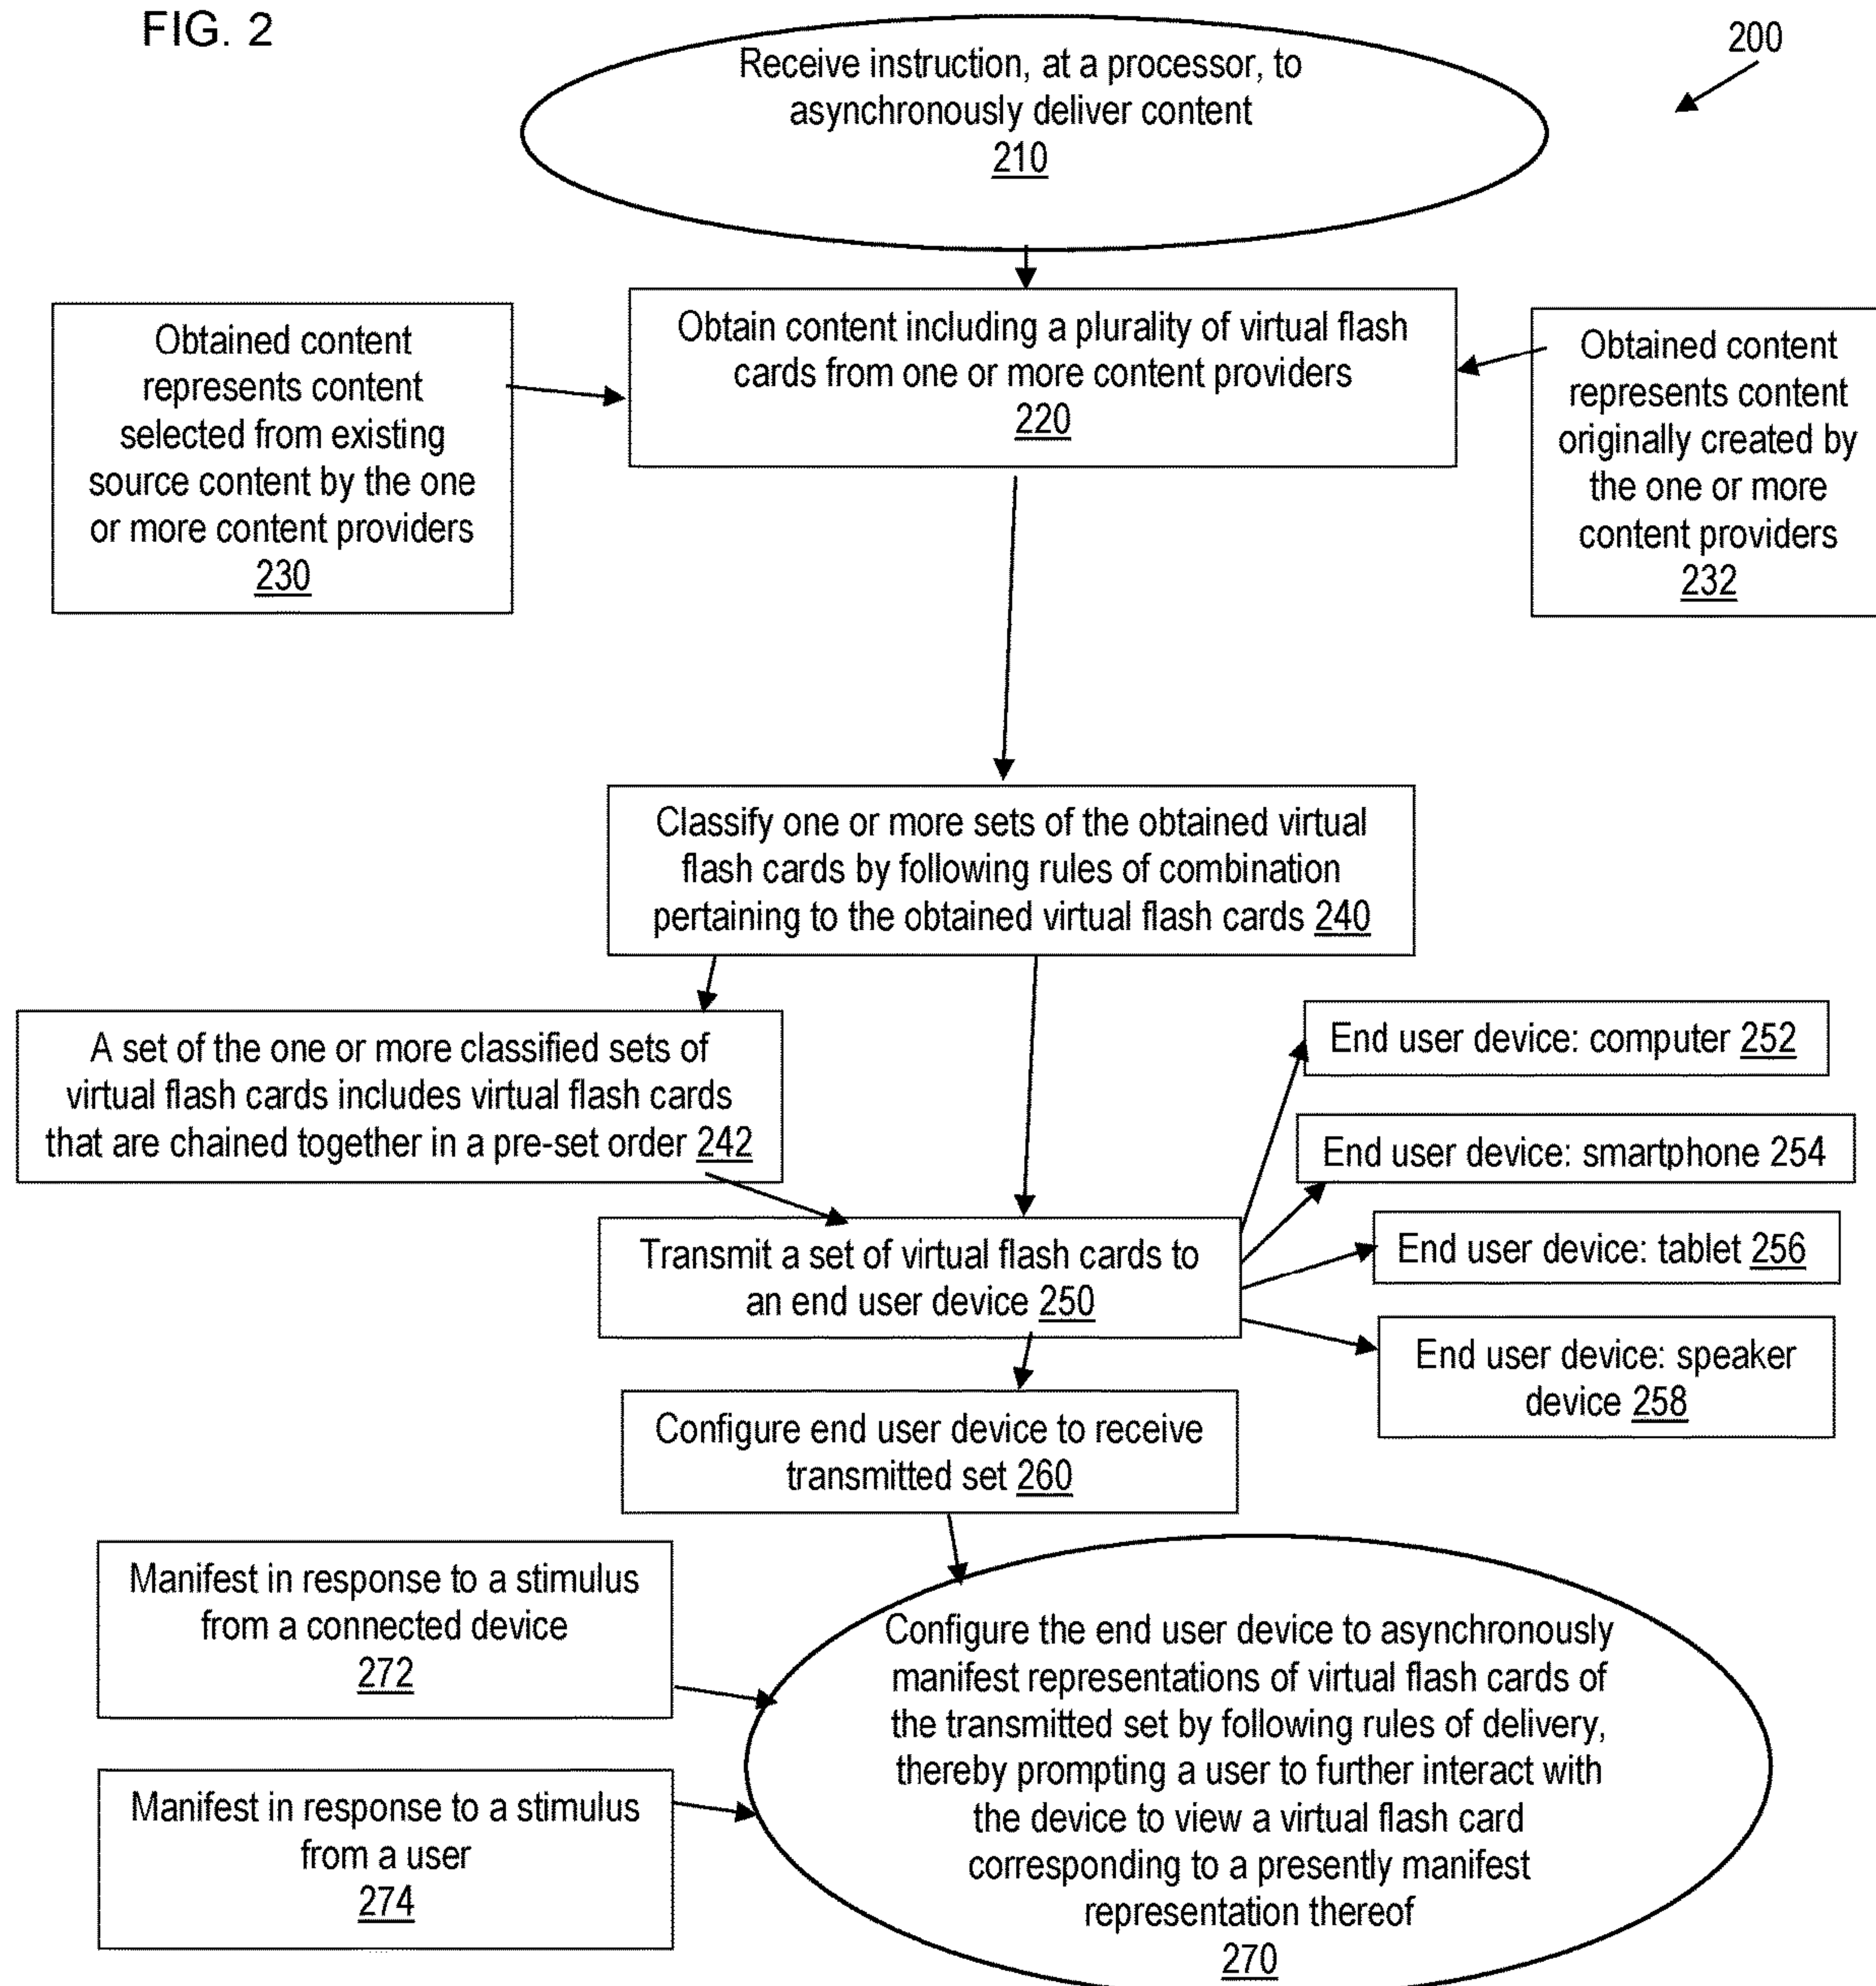 FIG. 2
200
Receive instruction, at a processor, to
asynchronously deliver content
210
Obtained content
represents content
selected from existing
source content by the one
or more content providers
230
Obtain content including a plurality of virtual flash
cards from one or more content providers
220
Obtained content
represents content
originally created by
the one or more
content providers
232
Classify one or more sets of the obtained virtual
flash cards by following rules of combination
pertaining to the obtained virtual flash cards 240
A set of the one or more classified sets of
virtual flash cards includes virtual flash cards
that are chained together in a pre-set order 242
End user device: computer 252
End user device: smartphone 254
End user device: tablet 256
End user device: speaker
device 258
Transmit a set of virtual flash cards to
an end user device 250
Configure end user device to receive
transmitted set 260
Manifest in response to a stimulus
from a connected device
272
Manifest in response to a stimulus
from a user
274
Configure the end user device to asynchronously
manifest representations of virtual flash cards of
the transmitted set by following rules of delivery,
thereby prompting a user to further interact with
the device to view a virtual flash card
corresponding to a presently manifest
representation thereof
270